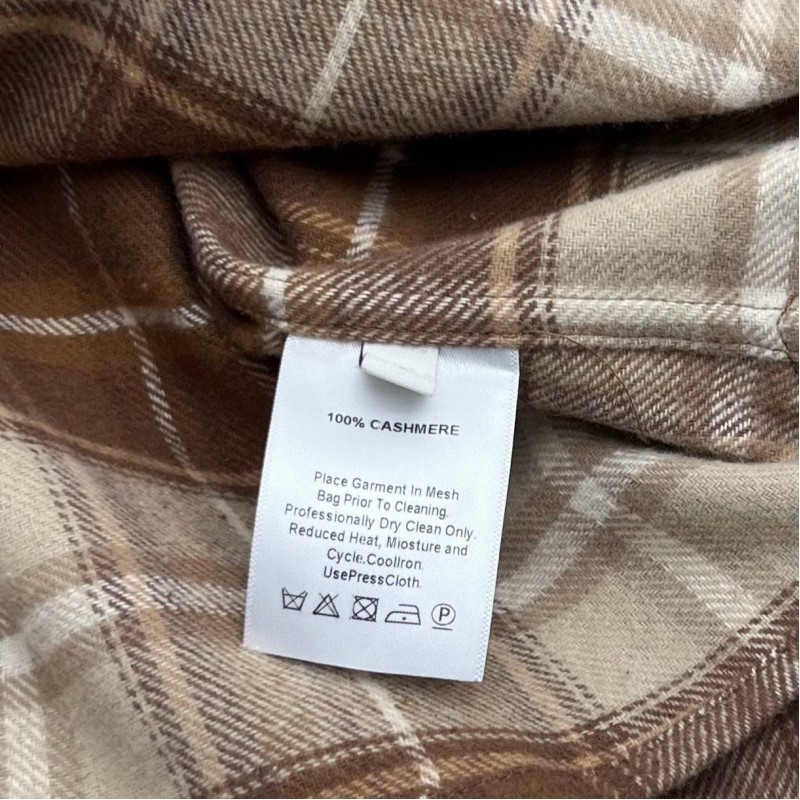 100% CASHMERE
Place Garment In Mesh
Bag Prior To Cleaning.
Professionally Dry Clean Only.
Reduced Heat, Miosture and
Cycle.CoolIron.
UsePressCloth.
P